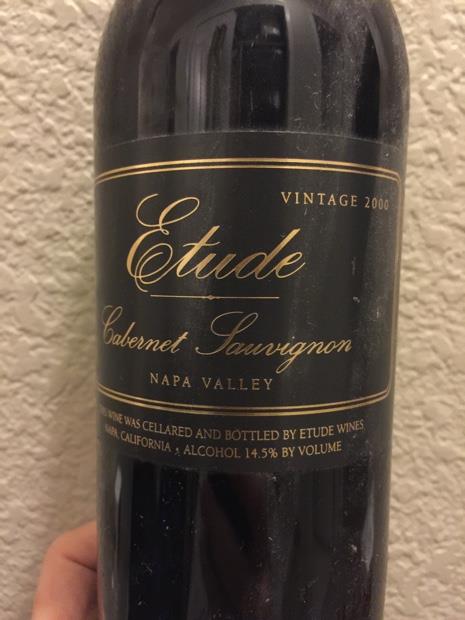 VINTAGE 2000
Etude
Cabernet Sauvignon
NAPA VALLEY
WINE WAS CELLARED AND BOTTLED BY ETUDE WINES
NAPA, CALIFORNIA , ALCOHOL 14.5% BY VOLUME